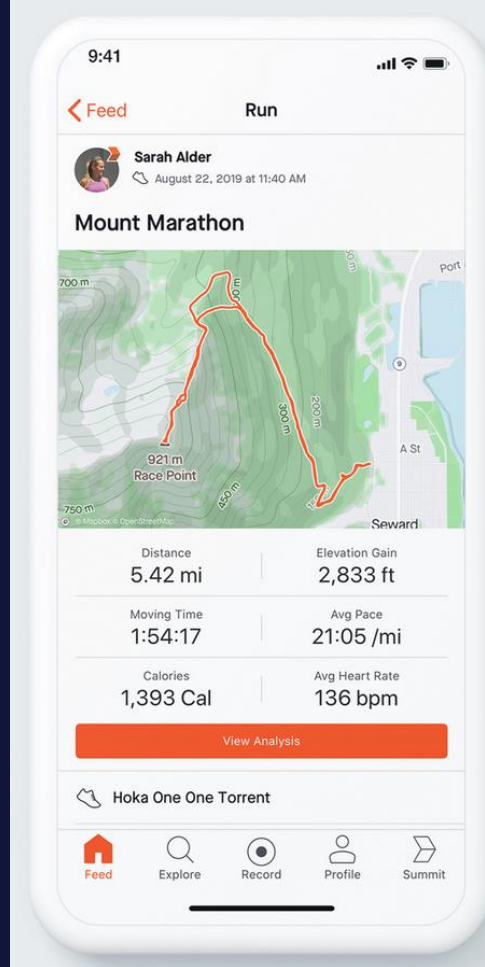 9:41
Feed
Run
Sarah Alder
August 22, 2019 at 11:40 AM
Mount Marathon
700 m
Port
9
300 m
200 m
A St
921 m
Race Point
450 m
750 m
© Mapbox © OpenStreetMap
Seward
Distance
5.42 mi
Elevation Gain
2,833 ft
Moving Time
1:54:17
Avg Pace
21:05 /mi
Calories
1,393 Cal
Avg Heart Rate
136 bpm
View Analysis
Hoka One One Torrent
Feed
Explore
Record
Profile
Summit